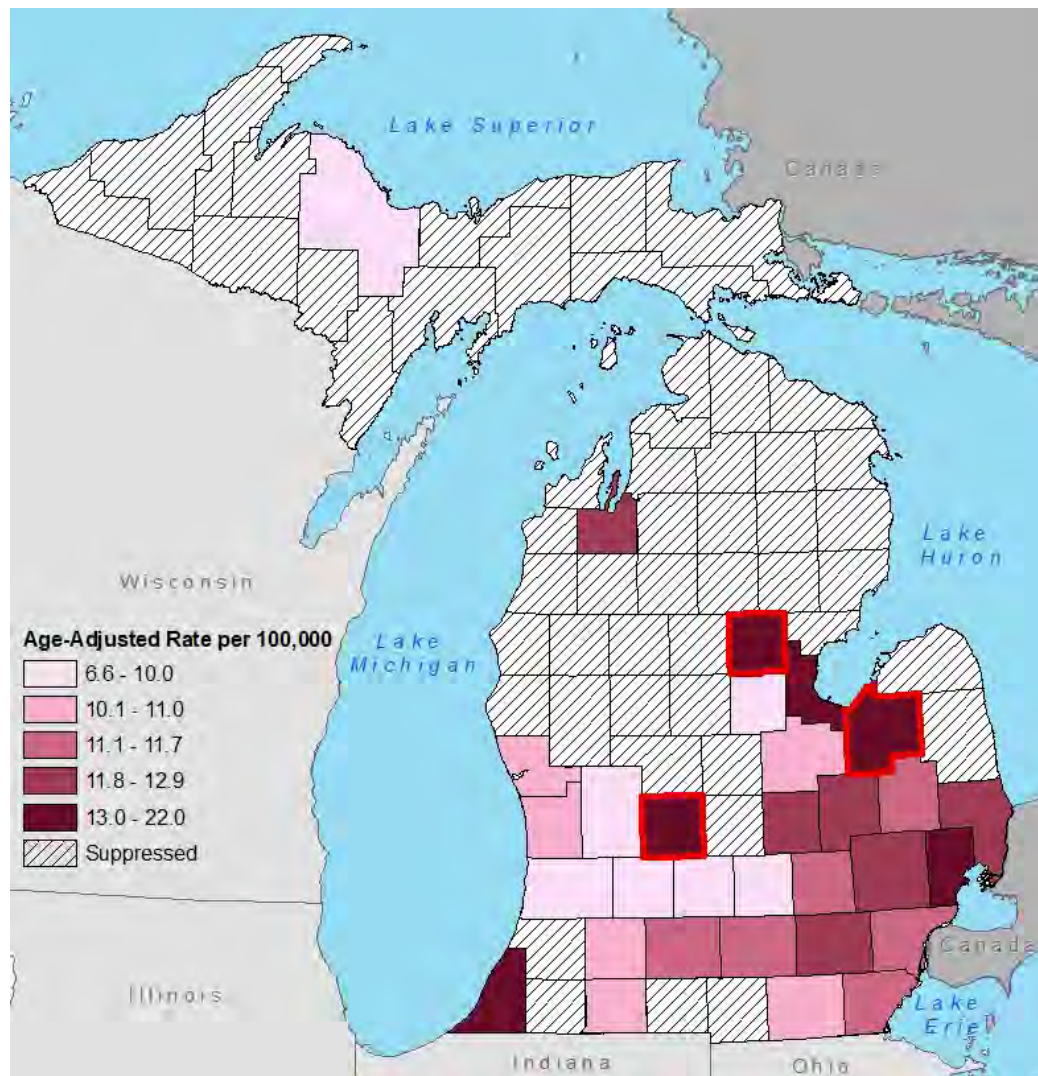 Lake Superior
Canada
Wisconsin
Lake
Huron
Lake
Michigan
Age-Adjusted Rate per 100,000
6.6 - 10.0
10.1 - 11.0
11.1 - 11.7
11.8 - 12.9
13.0 - 22.0
Suppressed
Canada
Illinois
Lake
Erie
Indiana
Ohio